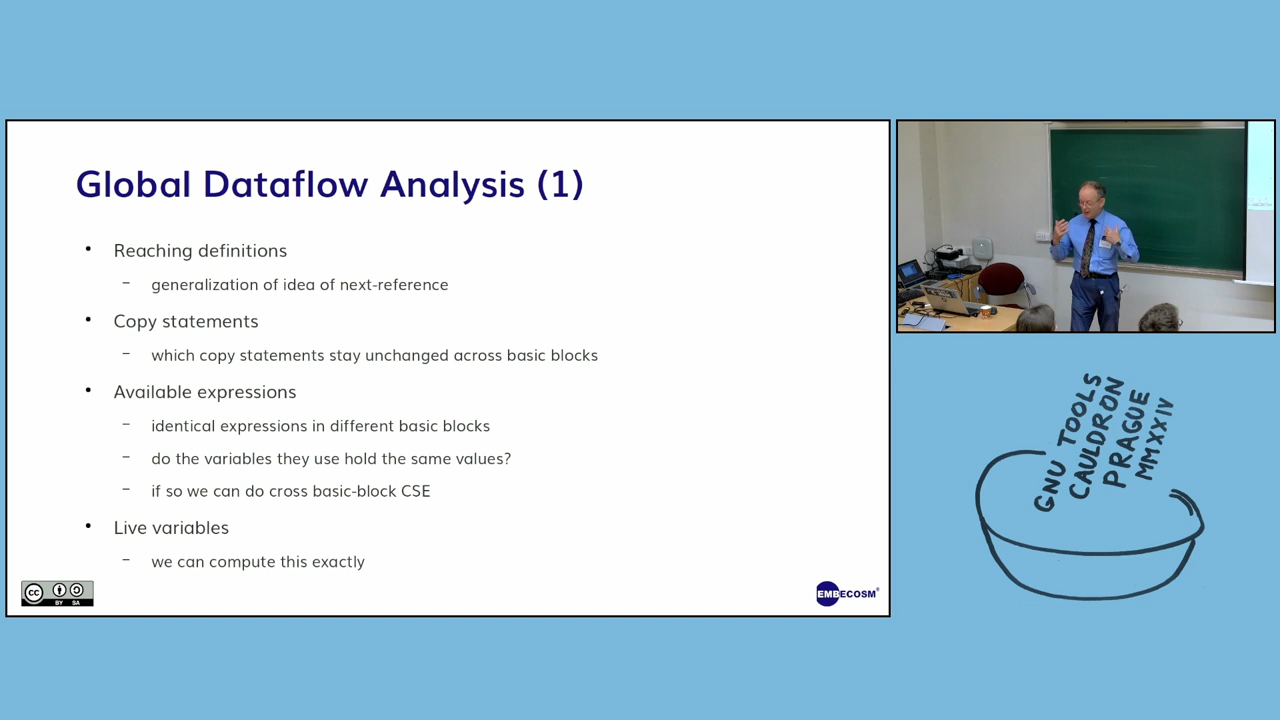 Global Dataflow Analysis (1)
• Reaching definitions
– generalization of idea of next-reference
• Copy statements
– which copy statements stay unchanged across basic blocks
• Available expressions
– identical expressions in different basic blocks
– do the variables they use hold the same values?
– if so we can do cross basic-block CSE
• Live variables
– we can compute this exactly
cc
BY SA
EMBECOSM®
GNU TOOLS
CAULDRON
PRAGUE
MMXXIV